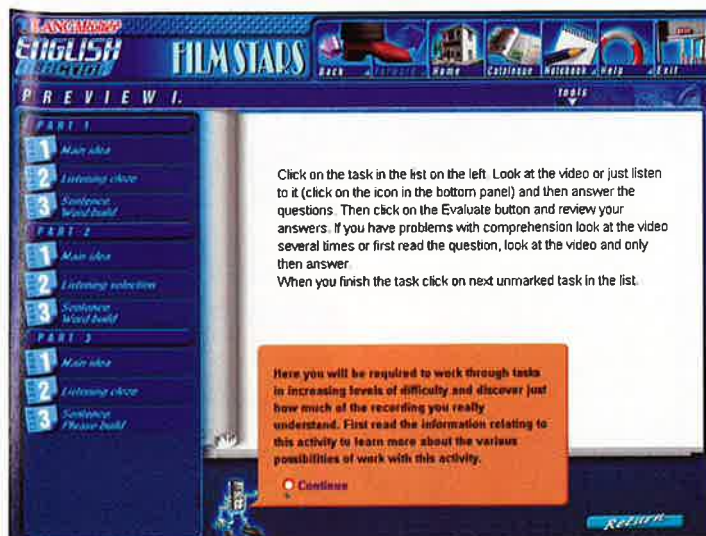 LANGMaster
ENGLISH
FILM STARS
Back
Home
Catalogue
Notebook
Help
Exit
PREVIEW I.
tools
PART 1
1 Main idea
2 Listening cloze
3 Sentence
Word build
PART 2
1 Main idea
2 Listening selection
3 Sentence
Word build
PART 3
1 Main idea
2 Listening cloze
3 Sentence
Phrase build
Click on the task in the list on the left. Look at the video or just listen
to it (click on the icon in the bottom panel) and then answer the
questions. Then click on the Evaluate button and review your
answers. If you have problems with comprehension look at the video
several times or first read the question, look at the video and only
then answer.
When you finish the task click on next unmarked task in the list.
Here you will be required to work through tasks
in increasing levels of difficulty and discover just
how much of the recording you really
understand. First read the information relating to
this activity to learn more about the various
possibilities of work with this activity.
Continue
Return